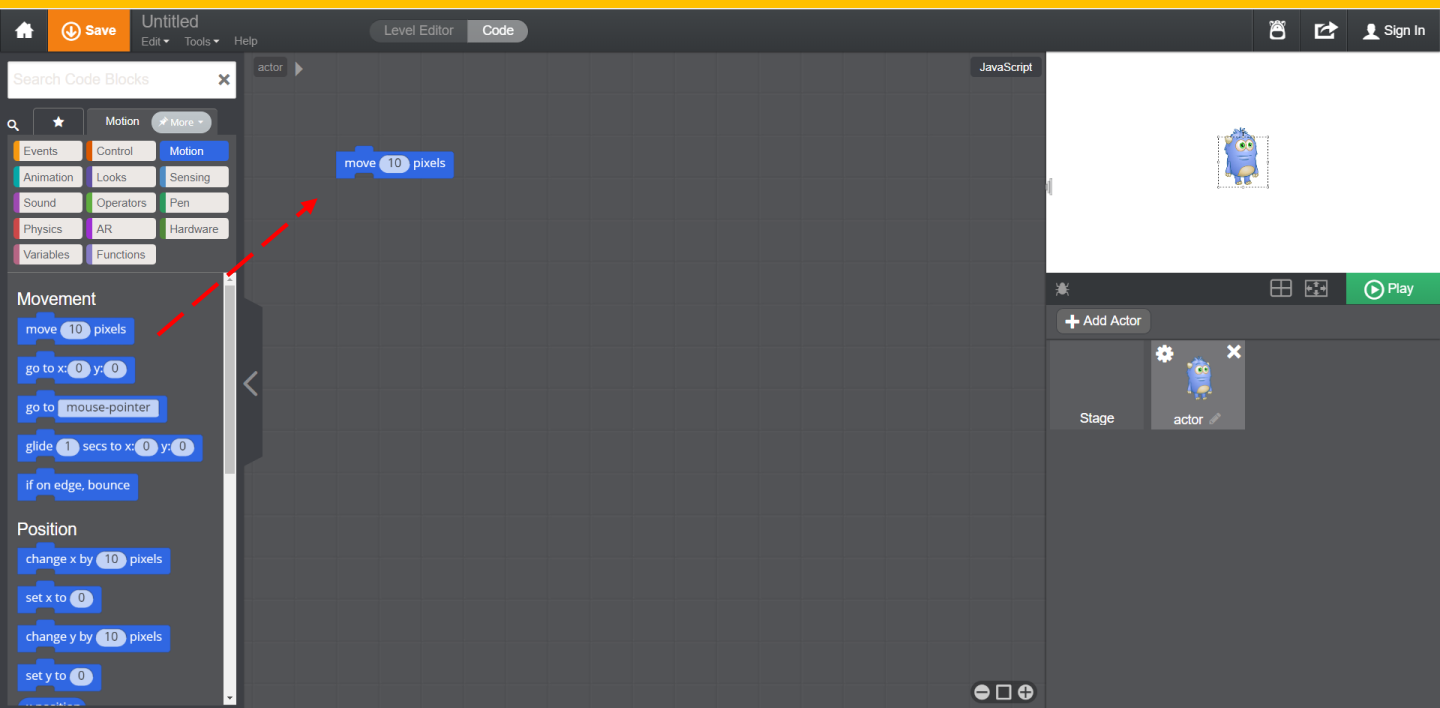 Save
Untitled
Edit Tools Help
Level Editor Code
Sign In
Search Code Blocks
Motion More
Events Control Motion
Animation Looks Sensing
Sound Operators Pen
Physics AR Hardware
Variables Functions
Movement
move 10 pixels
go to x: 0 y: 0
go to mouse-pointer
glide 1 secs to x: 0 y: 0
if on edge, bounce
Position
change x by 10 pixels
set x to 0
change y by 10 pixels
set y to 0
actor
JavaScript
move 10 pixels
Play
Add Actor
Stage
actor